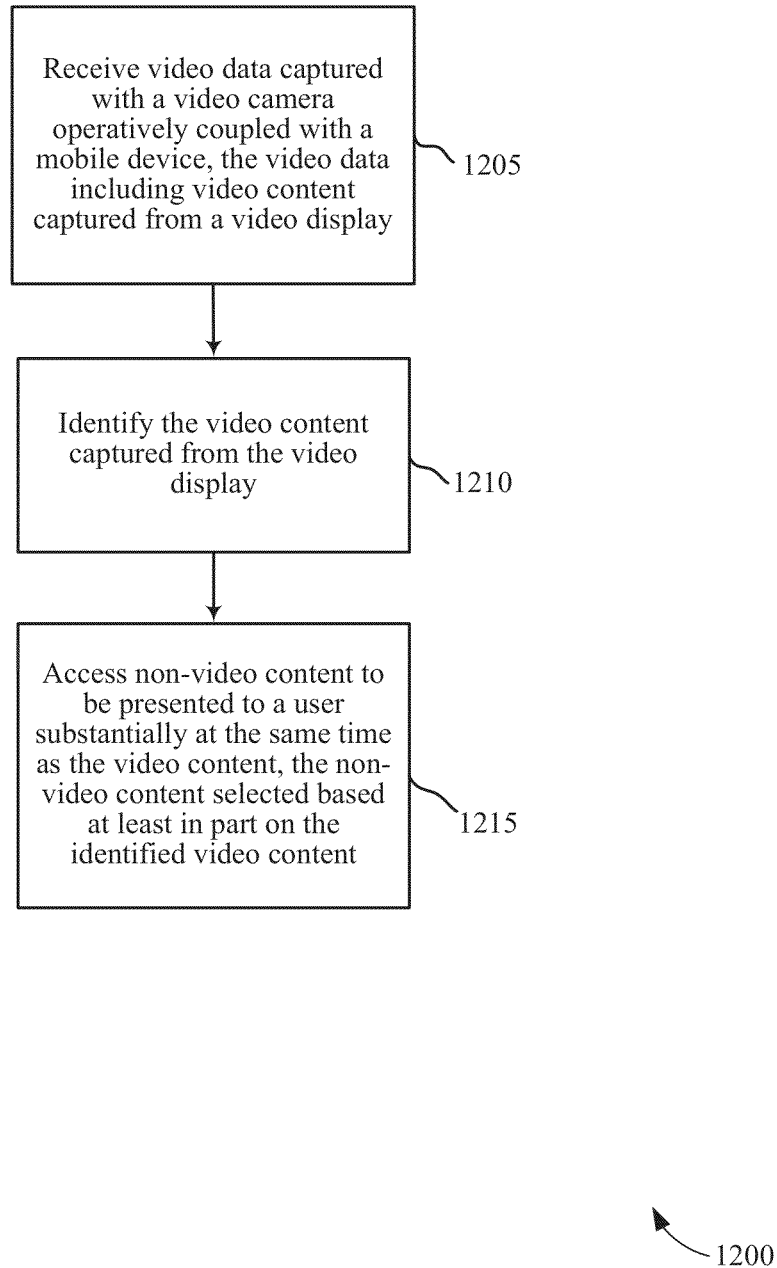 Receive video data captured
with a video camera
operatively coupled with a
mobile device, the video data
including video content
captured from a video display
1205
Identify the video content
captured from the video
display
1210
Access non-video content to
be presented to a user
substantially at the same time
as the video content, the non-
video content selected based
at least in part on the
identified video content
1215
1200